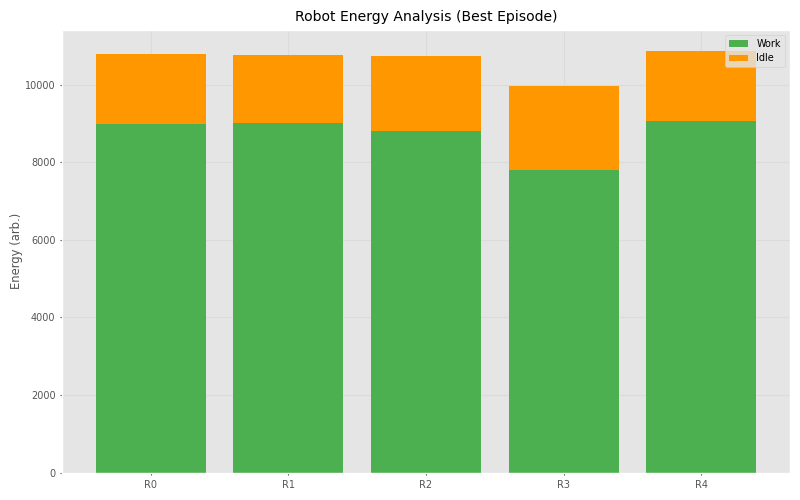 Robot Energy Analysis (Best Episode)
Work
Idle
10000
8000
6000
4000
2000
0
Energy (arb.)
R0 R1 R2 R3 R4